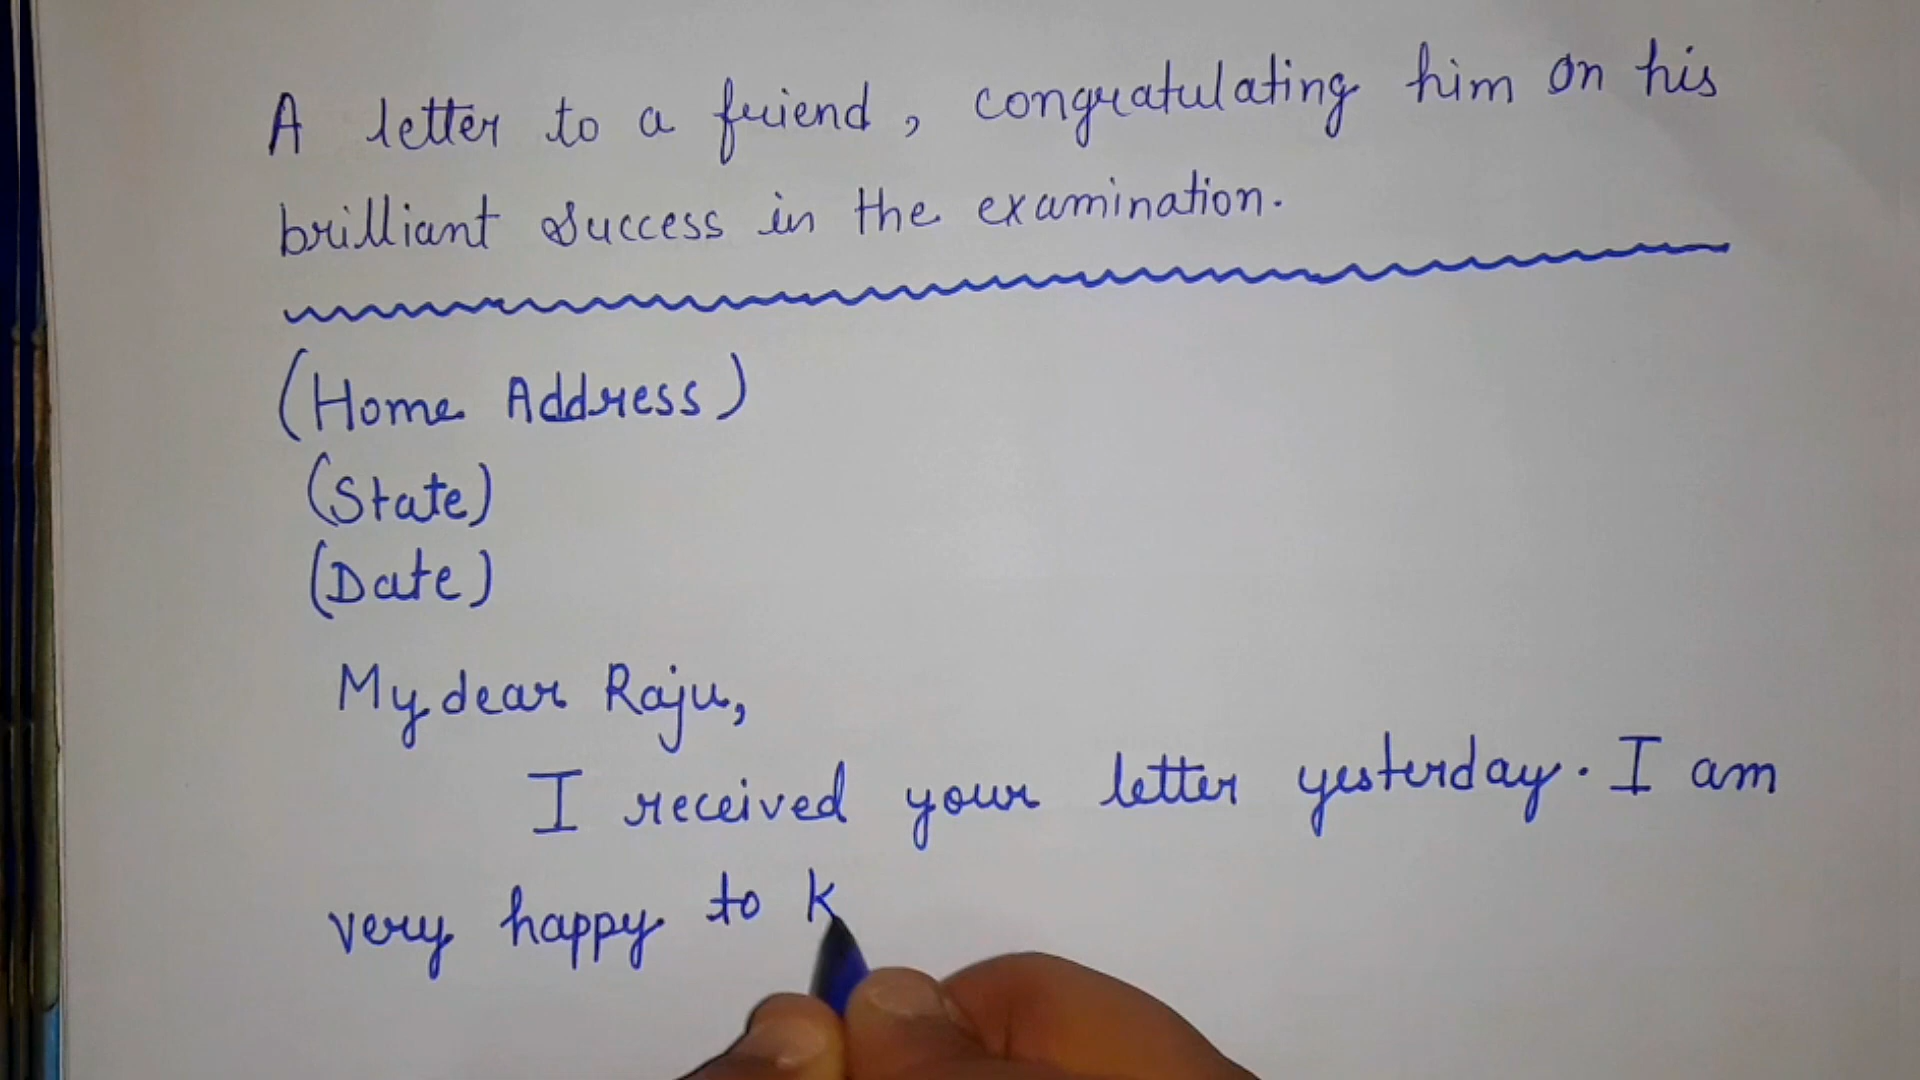 A letter to a friend, congratulating him on his
brilliant success in the examination.
(Home Address)
(State)
(Date)
My dear Raju,
I received your letter yesterday. I am
very happy to k